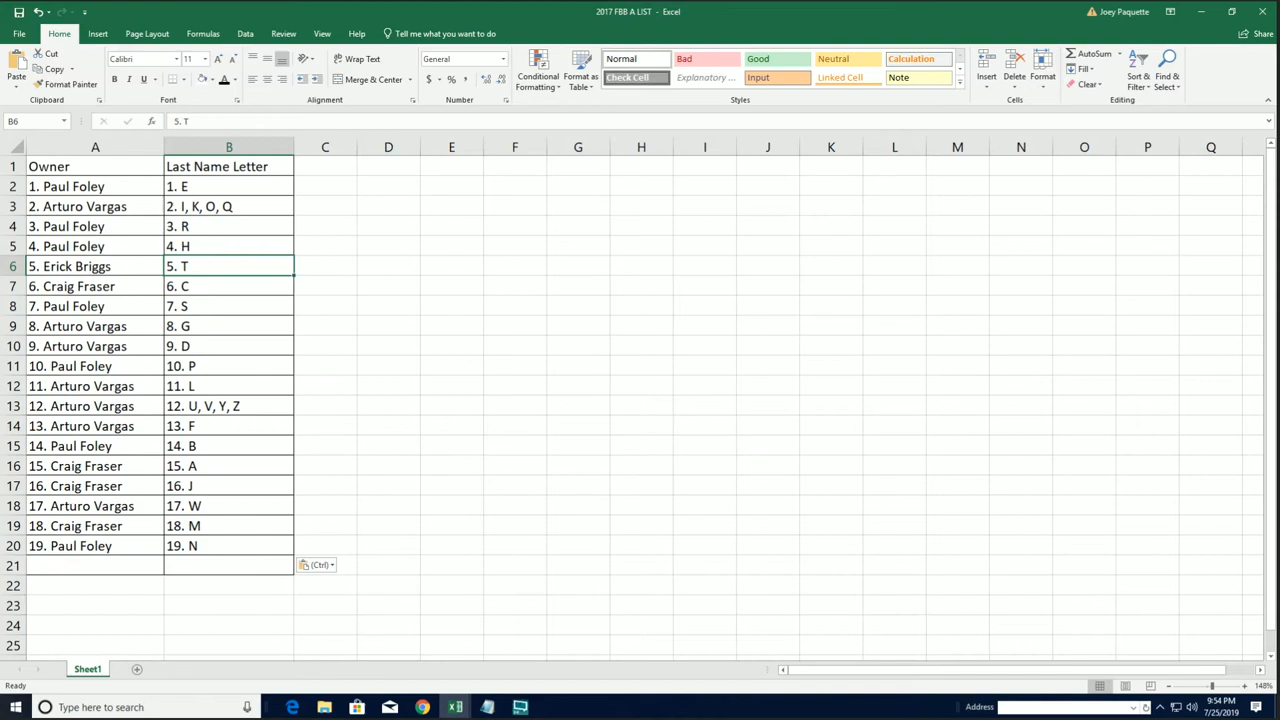 2017 FBB A LIST - Excel
Joey Paquette
File Home Insert Page Layout Formulas Data Review View Help Tell me what you want to do Share
Paste Cut Copy Format Painter Clipboard
Calibri 11 B I U A A A Font
Wrap Text Merge & Center Alignment
General $ % , Number
Conditional Formatting Format as Table
Normal Bad Good Neutral Calculation
Check Cell Explanatory ... Input Linked Cell Note
Styles
Insert Delete Format Cells
AutoSum Fill Clear Sort & Filter Find & Select Editing
B6 fx 5. T
A B C D E F G H I J K L M N O P Q
1 Owner Last Name Letter
2 1. Paul Foley 1. E
3 2. Arturo Vargas 2. I, K, O, Q
4 3. Paul Foley 3. R
5 4. Paul Foley 4. H
6 5. Erick Briggs 5. T
7 6. Craig Fraser 6. C
8 7. Paul Foley 7. S
9 8. Arturo Vargas 8. G
10 9. Arturo Vargas 9. D
11 10. Paul Foley 10. P
12 11. Arturo Vargas 11. L
13 12. Arturo Vargas 12. U, V, Y, Z
14 13. Arturo Vargas 13. F
15 14. Paul Foley 14. B
16 15. Craig Fraser 15. A
17 16. Craig Fraser 16. J
18 17. Arturo Vargas 17. W
19 18. Craig Fraser 18. M
20 19. Paul Foley 19. N
21 (Ctrl)
22
23
24
25
Sheet1
Ready 148%
Type here to search Address 9:54 PM
7/25/2019